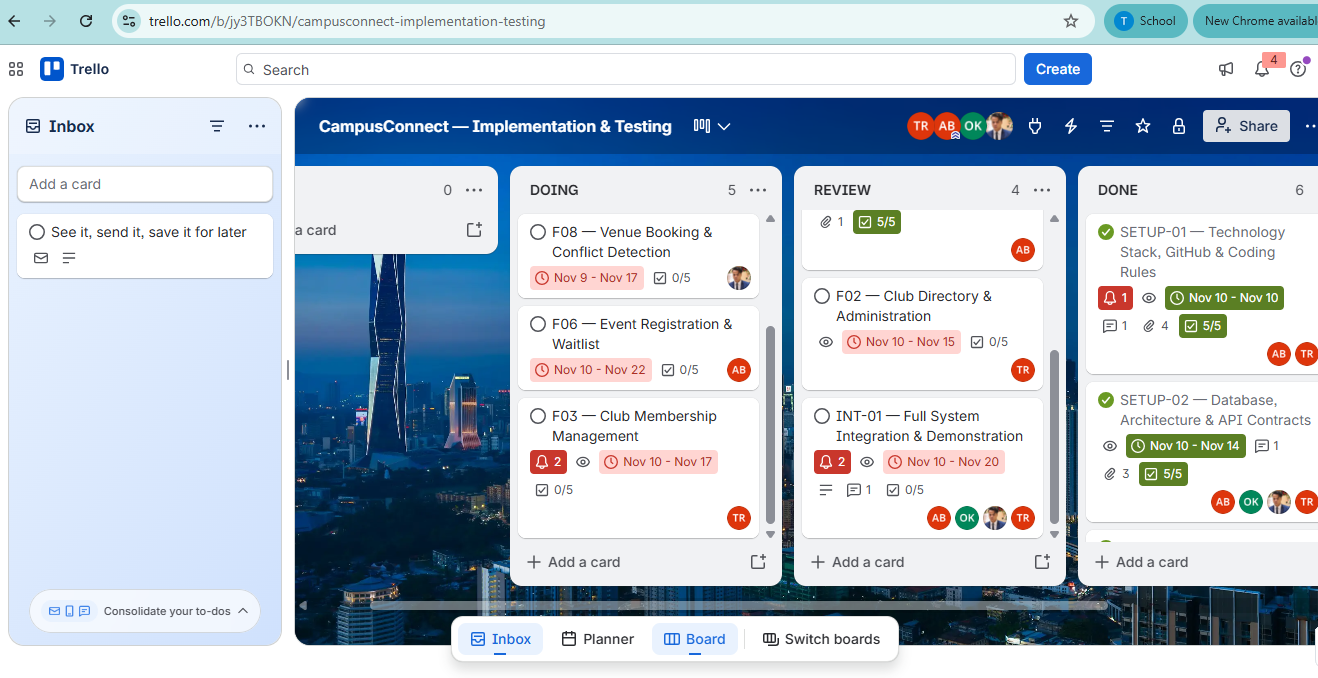 trello.com/b/jy3TBOKN/campusconnect-implementation-testing
T School
New Chrome availabl
Trello
Search
Create
4
Inbox
Add a card
See it, send it, save it for later
Consolidate your to-dos
CampusConnect — Implementation & Testing
TR AB OK
Share
0
a card
DOING 5
F08 — Venue Booking &
Conflict Detection
Nov 9 - Nov 17 0/5
F06 — Event Registration &
Waitlist
Nov 10 - Nov 22 0/5 AB
F03 — Club Membership
Management
2 Nov 10 - Nov 17
0/5
TR
Add a card
REVIEW 4
1 5/5
AB
F02 — Club Directory &
Administration
Nov 10 - Nov 15 0/5
TR
INT-01 — Full System
Integration & Demonstration
2 Nov 10 - Nov 20
1 0/5
AB OK TR
Add a card
DONE 6
SETUP-01 — Technology
Stack, GitHub & Coding
Rules
1 Nov 10 - Nov 10
1 4 5/5
AB TR
SETUP-02 — Database,
Architecture & API Contracts
Nov 10 - Nov 14 1
3 5/5
AB OK TR
Add a card
Inbox
Planner
Board
Switch boards